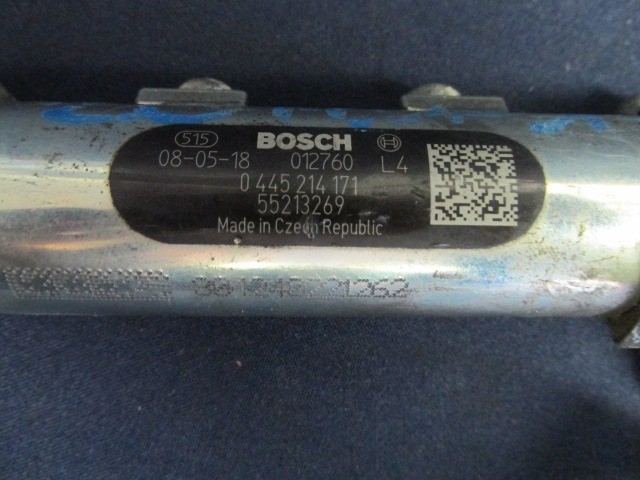 515 BOSCH
08-05-18 012760 L4
0 445 214 171
55213269
Made in Czech Republic